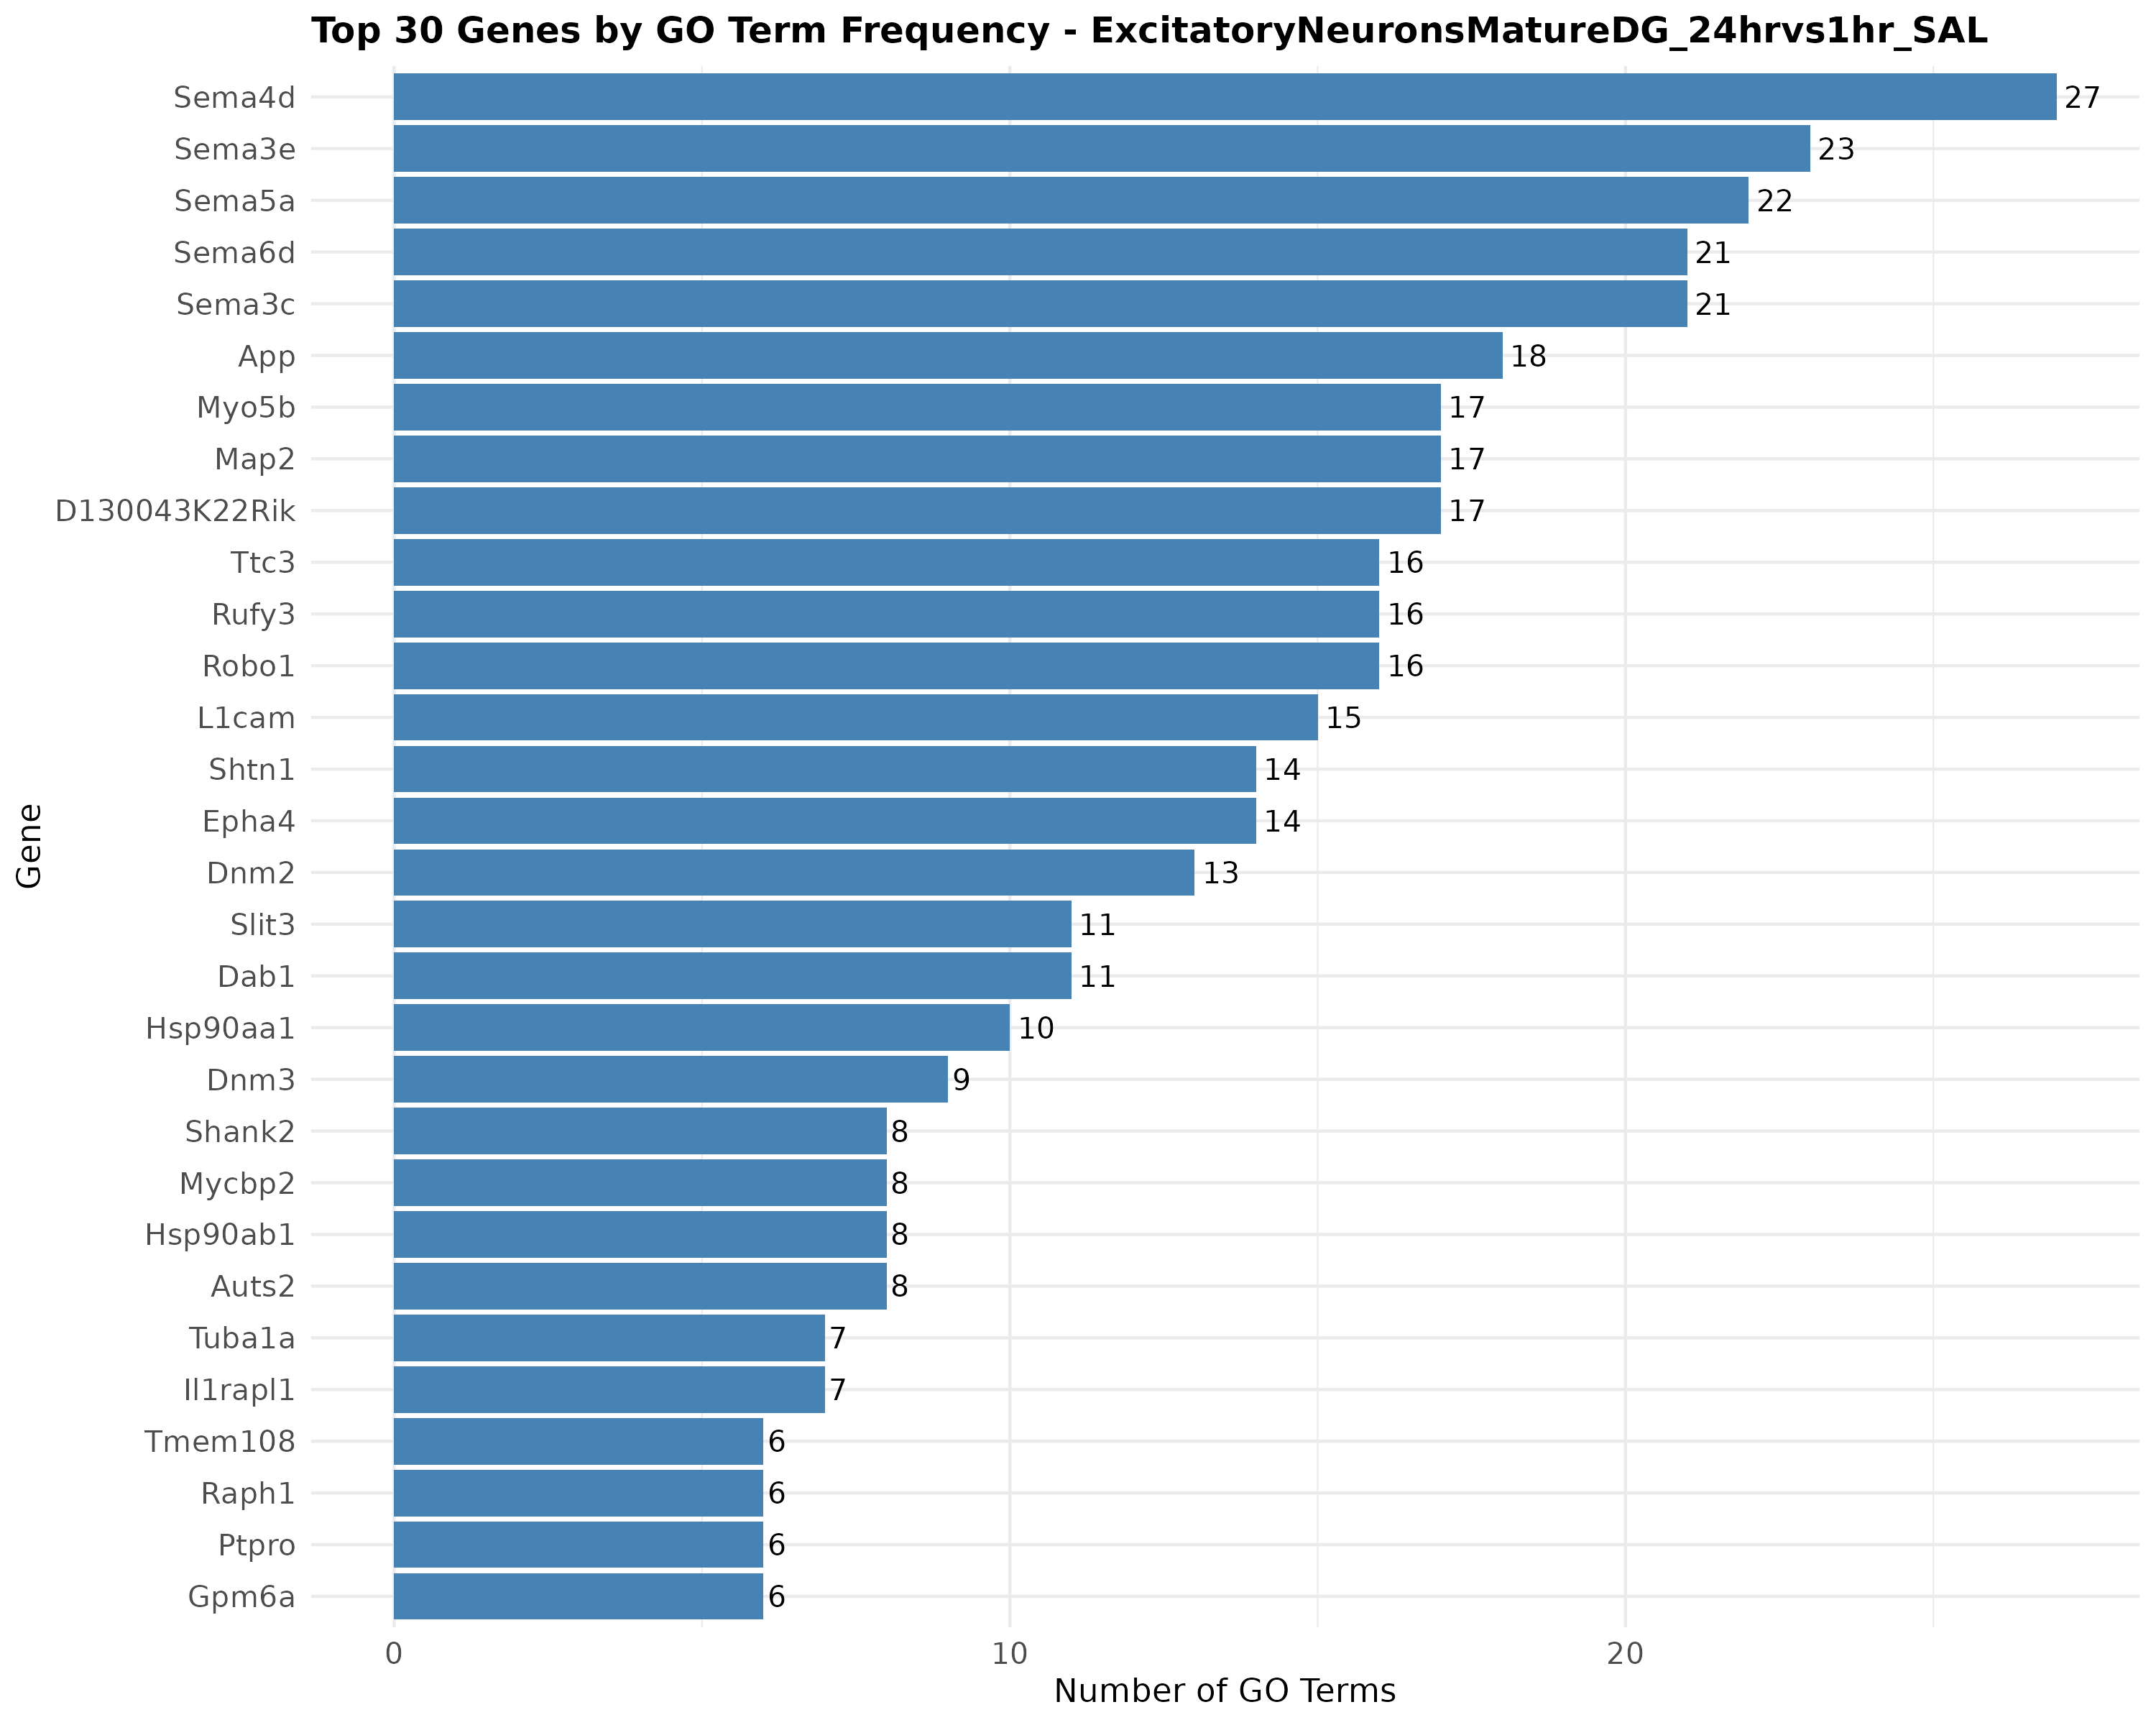 Top 30 Genes by GO Term Frequency - ExcitatoryNeuronsMatureDG_24hrvs1hr_SAL
Sema4d 27
Sema3e 23
Sema5a 22
Sema6d 21
Sema3c 21
App 18
Myo5b 17
Map2 17
D130043K22Rik 17
Ttc3 16
Rufy3 16
Robo1 16
L1cam 15
Shtn1 14
Epha4 14
Dnm2 13
Slit3 11
Dab1 11
Hsp90aa1 10
Dnm3 9
Shank2 8
Mycbp2 8
Hsp90ab1 8
Auts2 8
Tuba1a 7
Il1rapl1 7
Tmem108 6
Raph1 6
Ptpro 6
Gpm6a 6
Gene
0 10 20
Number of GO Terms